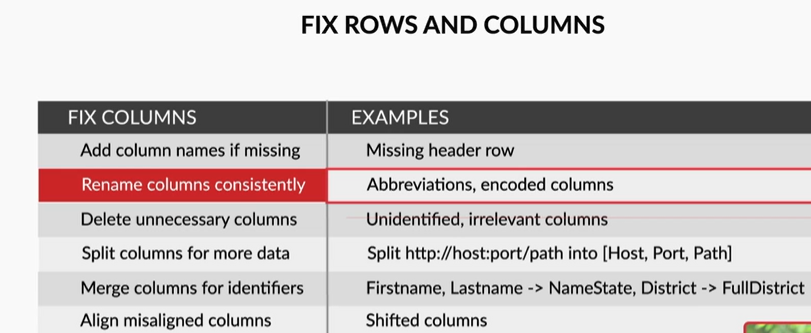 FIX ROWS AND COLUMNS
FIX COLUMNS EXAMPLES
Add column names if missing Missing header row
Rename columns consistently Abbreviations, encoded columns
Delete unnecessary columns Unidentified, irrelevant columns
Split columns for more data Split http://host:port/path into [Host, Port, Path]
Merge columns for identifiers Firstname, Lastname -> NameState, District -> FullDistrict
Align misaligned columns Shifted columns